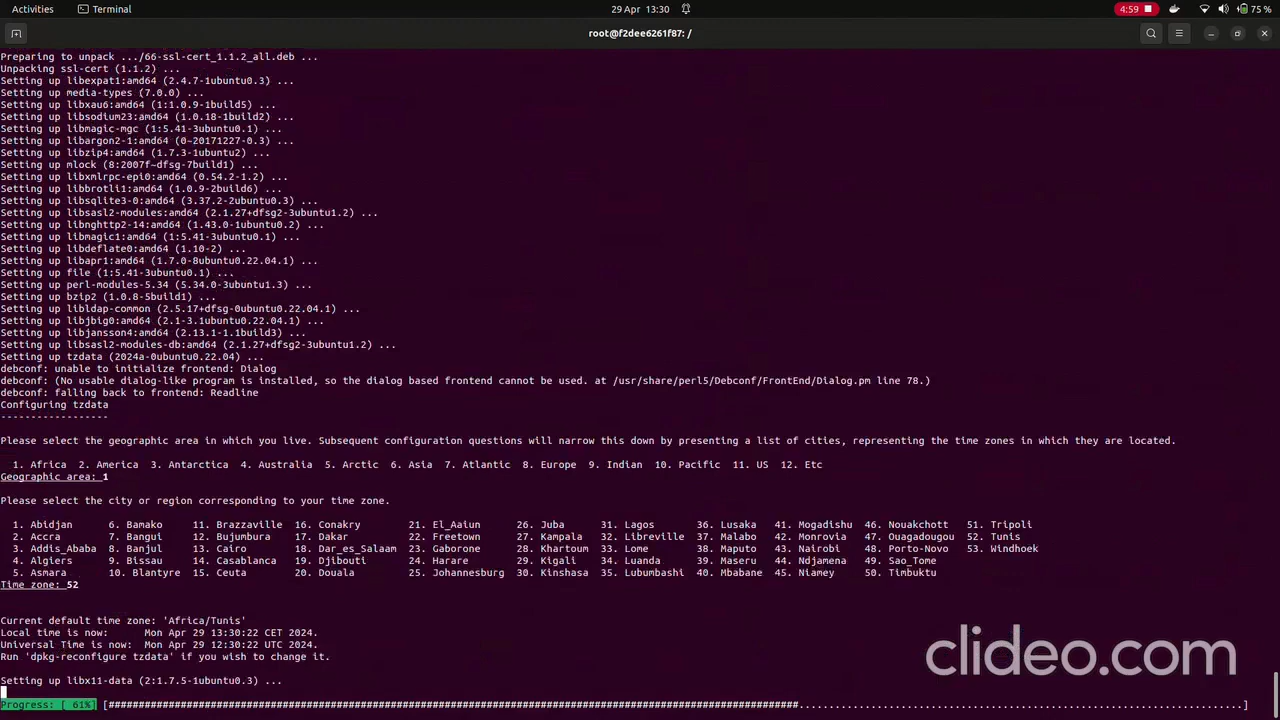 Activities Terminal 29 Apr 13:30 4:59 75 %
root@f2dee6261f87: /
Preparing to unpack .../66-ssl-cert_1.1.2_all.deb ...
Unpacking ssl-cert (1.1.2) ...
Setting up libexpat1:amd64 (2.4.7-1ubuntu0.3) ...
Setting up media-types (7.0.0) ...
Setting up libxau6:amd64 (1:1.0.9-1build5) ...
Setting up libsodium23:amd64 (1.0.18-1build2) ...
Setting up libmagic-mgc (1:5.41-3ubuntu0.1) ...
Setting up libargon2-1:amd64 (0~20171227-0.3) ...
Setting up libzip4:amd64 (1.7.3-1ubuntu2) ...
Setting up mlock (8:2007f~dfsg-7build1) ...
Setting up libxmlrpc-epi0:amd64 (0.54.2-1.2) ...
Setting up libbrotli1:amd64 (1.0.9-2build6) ...
Setting up libsqlite3-0:amd64 (3.37.2-2ubuntu0.3) ...
Setting up libsasl2-modules:amd64 (2.1.27+dfsg2-3ubuntu1.2) ...
Setting up libnghttp2-14:amd64 (1.43.0-1ubuntu0.2) ...
Setting up libmagic1:amd64 (1:5.41-3ubuntu0.1) ...
Setting up libdeflate0:amd64 (1.10-2) ...
Setting up libapr1:amd64 (1.7.0-8ubuntu0.22.04.1) ...
Setting up file (1:5.41-3ubuntu0.1) ...
Setting up perl-modules-5.34 (5.34.0-3ubuntu1.3) ...
Setting up bzip2 (1.0.8-5build1) ...
Setting up libldap-common (2.5.17+dfsg-0ubuntu0.22.04.1) ...
Setting up libjbig0:amd64 (2.1-3.1ubuntu0.22.04.1) ...
Setting up libjansson4:amd64 (2.13.1-1.1build3) ...
Setting up libsasl2-modules-db:amd64 (2.1.27+dfsg2-3ubuntu1.2) ...
Setting up tzdata (2024a-0ubuntu0.22.04) ...
debconf: unable to initialize frontend: Dialog
debconf: (No usable dialog-like program is installed, so the dialog based frontend cannot be used. at /usr/share/perl5/Debconf/FrontEnd/Dialog.pm line 78.)
debconf: falling back to frontend: Readline
Configuring tzdata
------------------
Please select the geographic area in which you live. Subsequent configuration questions will narrow this down by presenting a list of cities, representing the time zones in which they are located.
1. Africa 2. America 3. Antarctica 4. Australia 5. Arctic 6. Asia 7. Atlantic 8. Europe 9. Indian 10. Pacific 11. US 12. Etc
Geographic area: 1
Please select the city or region corresponding to your time zone.
1. Abidjan 6. Bamako 11. Brazzaville 16. Conakry 21. El_Aaiun 26. Juba 31. Lagos 36. Lusaka 41. Mogadishu 46. Nouakchott 51. Tripoli
2. Accra 7. Bangui 12. Bujumbura 17. Dakar 22. Freetown 27. Kampala 32. Libreville 37. Malabo 42. Monrovia 47. Ouagadougou 52. Tunis
3. Addis_Ababa 8. Banjul 13. Cairo 18. Dar_es_Salaam 23. Gaborone 28. Khartoum 33. Lome 38. Maputo 43. Nairobi 48. Porto-Novo 53. Windhoek
4. Algiers 9. Bissau 14. Casablanca 19. Djibouti 24. Harare 29. Kigali 34. Luanda 39. Maseru 44. Ndjamena 49. Sao_Tome
5. Asmara 10. Blantyre 15. Ceuta 20. Douala 25. Johannesburg 30. Kinshasa 35. Lubumbashi 40. Mbabane 45. Niamey 50. Timbuktu
Time zone: 52
Current default time zone: 'Africa/Tunis'
Local time is now: Mon Apr 29 13:30:22 CET 2024.
Universal Time is now: Mon Apr 29 12:30:22 UTC 2024.
Run 'dpkg-reconfigure tzdata' if you wish to change it.
Setting up libx11-data (2:1.7.5-1ubuntu0.3) ...
Progress: [ 61%]
clideo.com